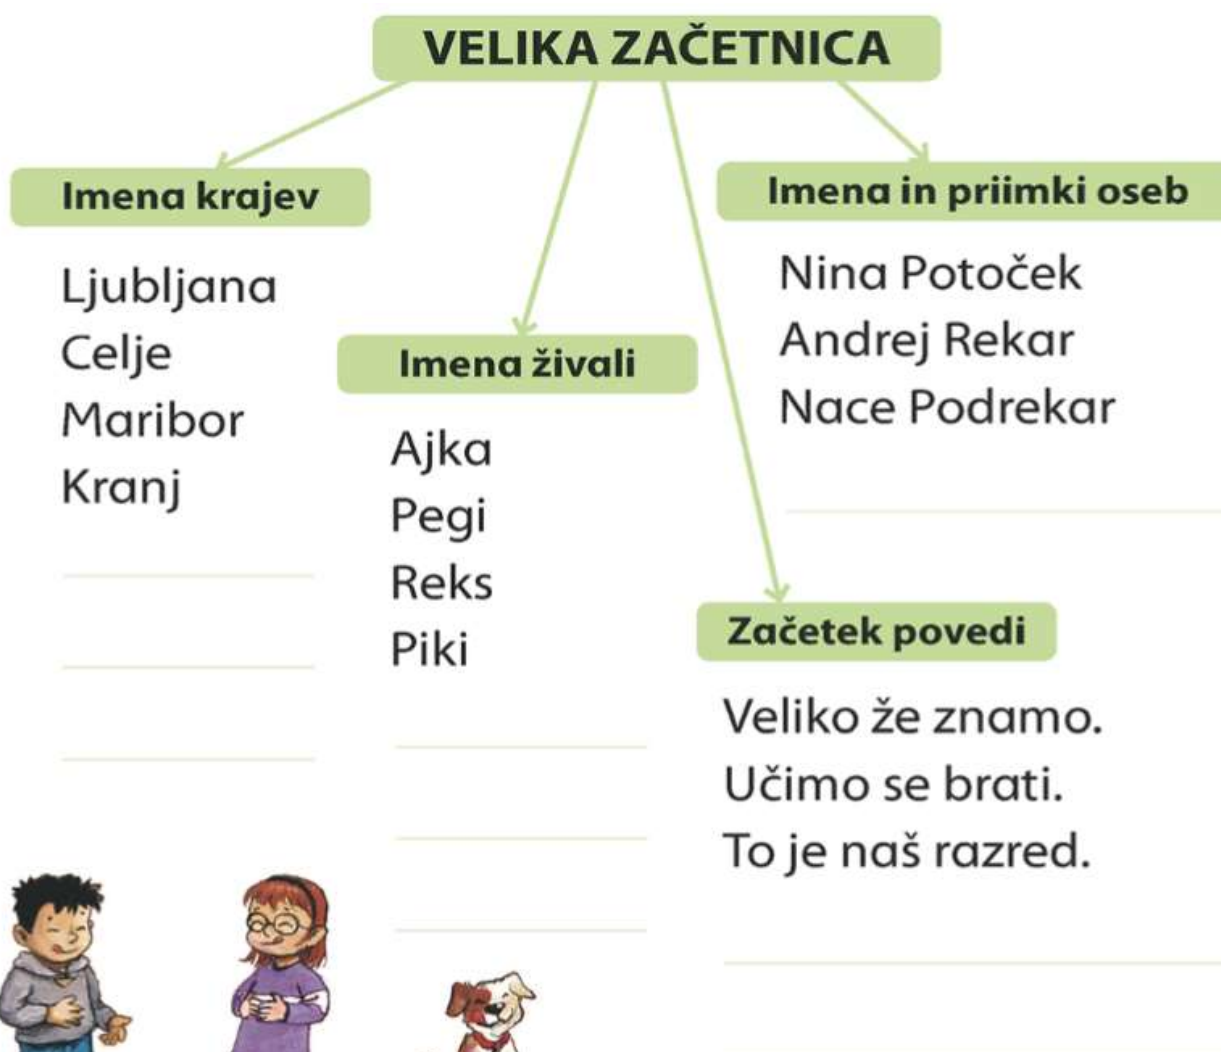 VELIKA ZAČETNICA
Imena krajev
Ljubljana
Celje
Maribor
Kranj
Imena živali
Ajka
Pegi
Reks
Piki
Imena in priimki oseb
Nina Potoček
Andrej Rekar
Nace Podrekar
Začetek povedi
Veliko že znamo.
Učimo se brati.
To je naš razred.